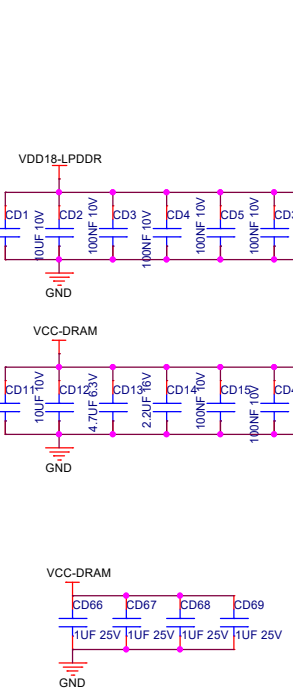 VDD18-LPDDR
CD1 CD2 CD3 CD4 CD5
10UF 10V 100NF 10V 100NF 10V 100NF 10V 100NF 10V
GND
VCC-DRAM
CD11 CD12 CD13 CD14 CD15
10UF 10V 4.7UF 6.3V 2.2UF 16V 100NF 10V 100NF 10V
GND
VCC-DRAM
CD66 CD67 CD68 CD69
1UF 25V 1UF 25V 1UF 25V 1UF 25V
GND